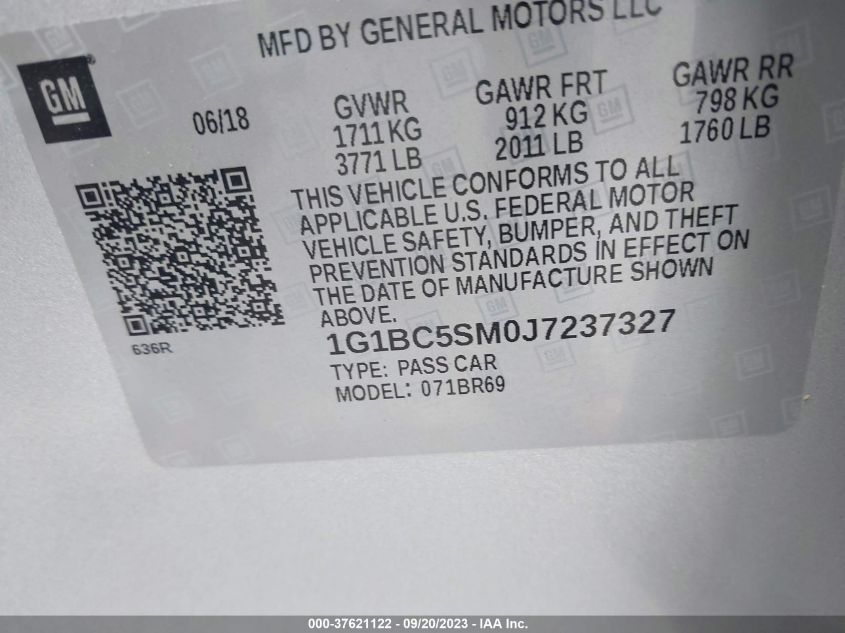 MFD BY GENERAL MOTORS LLC
GM
06/18
GVWR
1711 KG
3771 LB
GAWR FRT
912 KG
2011 LB
GAWR RR
798 KG
1760 LB
THIS VEHICLE CONFORMS TO ALL
APPLICABLE U.S. FEDERAL MOTOR
VEHICLE SAFETY, BUMPER, AND THEFT
PREVENTION STANDARDS IN EFFECT ON
THE DATE OF MANUFACTURE SHOWN
ABOVE.
636R
1G1BC5SM0J7237327
TYPE: PASS CAR
MODEL: 071BR69
000-37621122 - 09/20/2023 - IAA Inc.